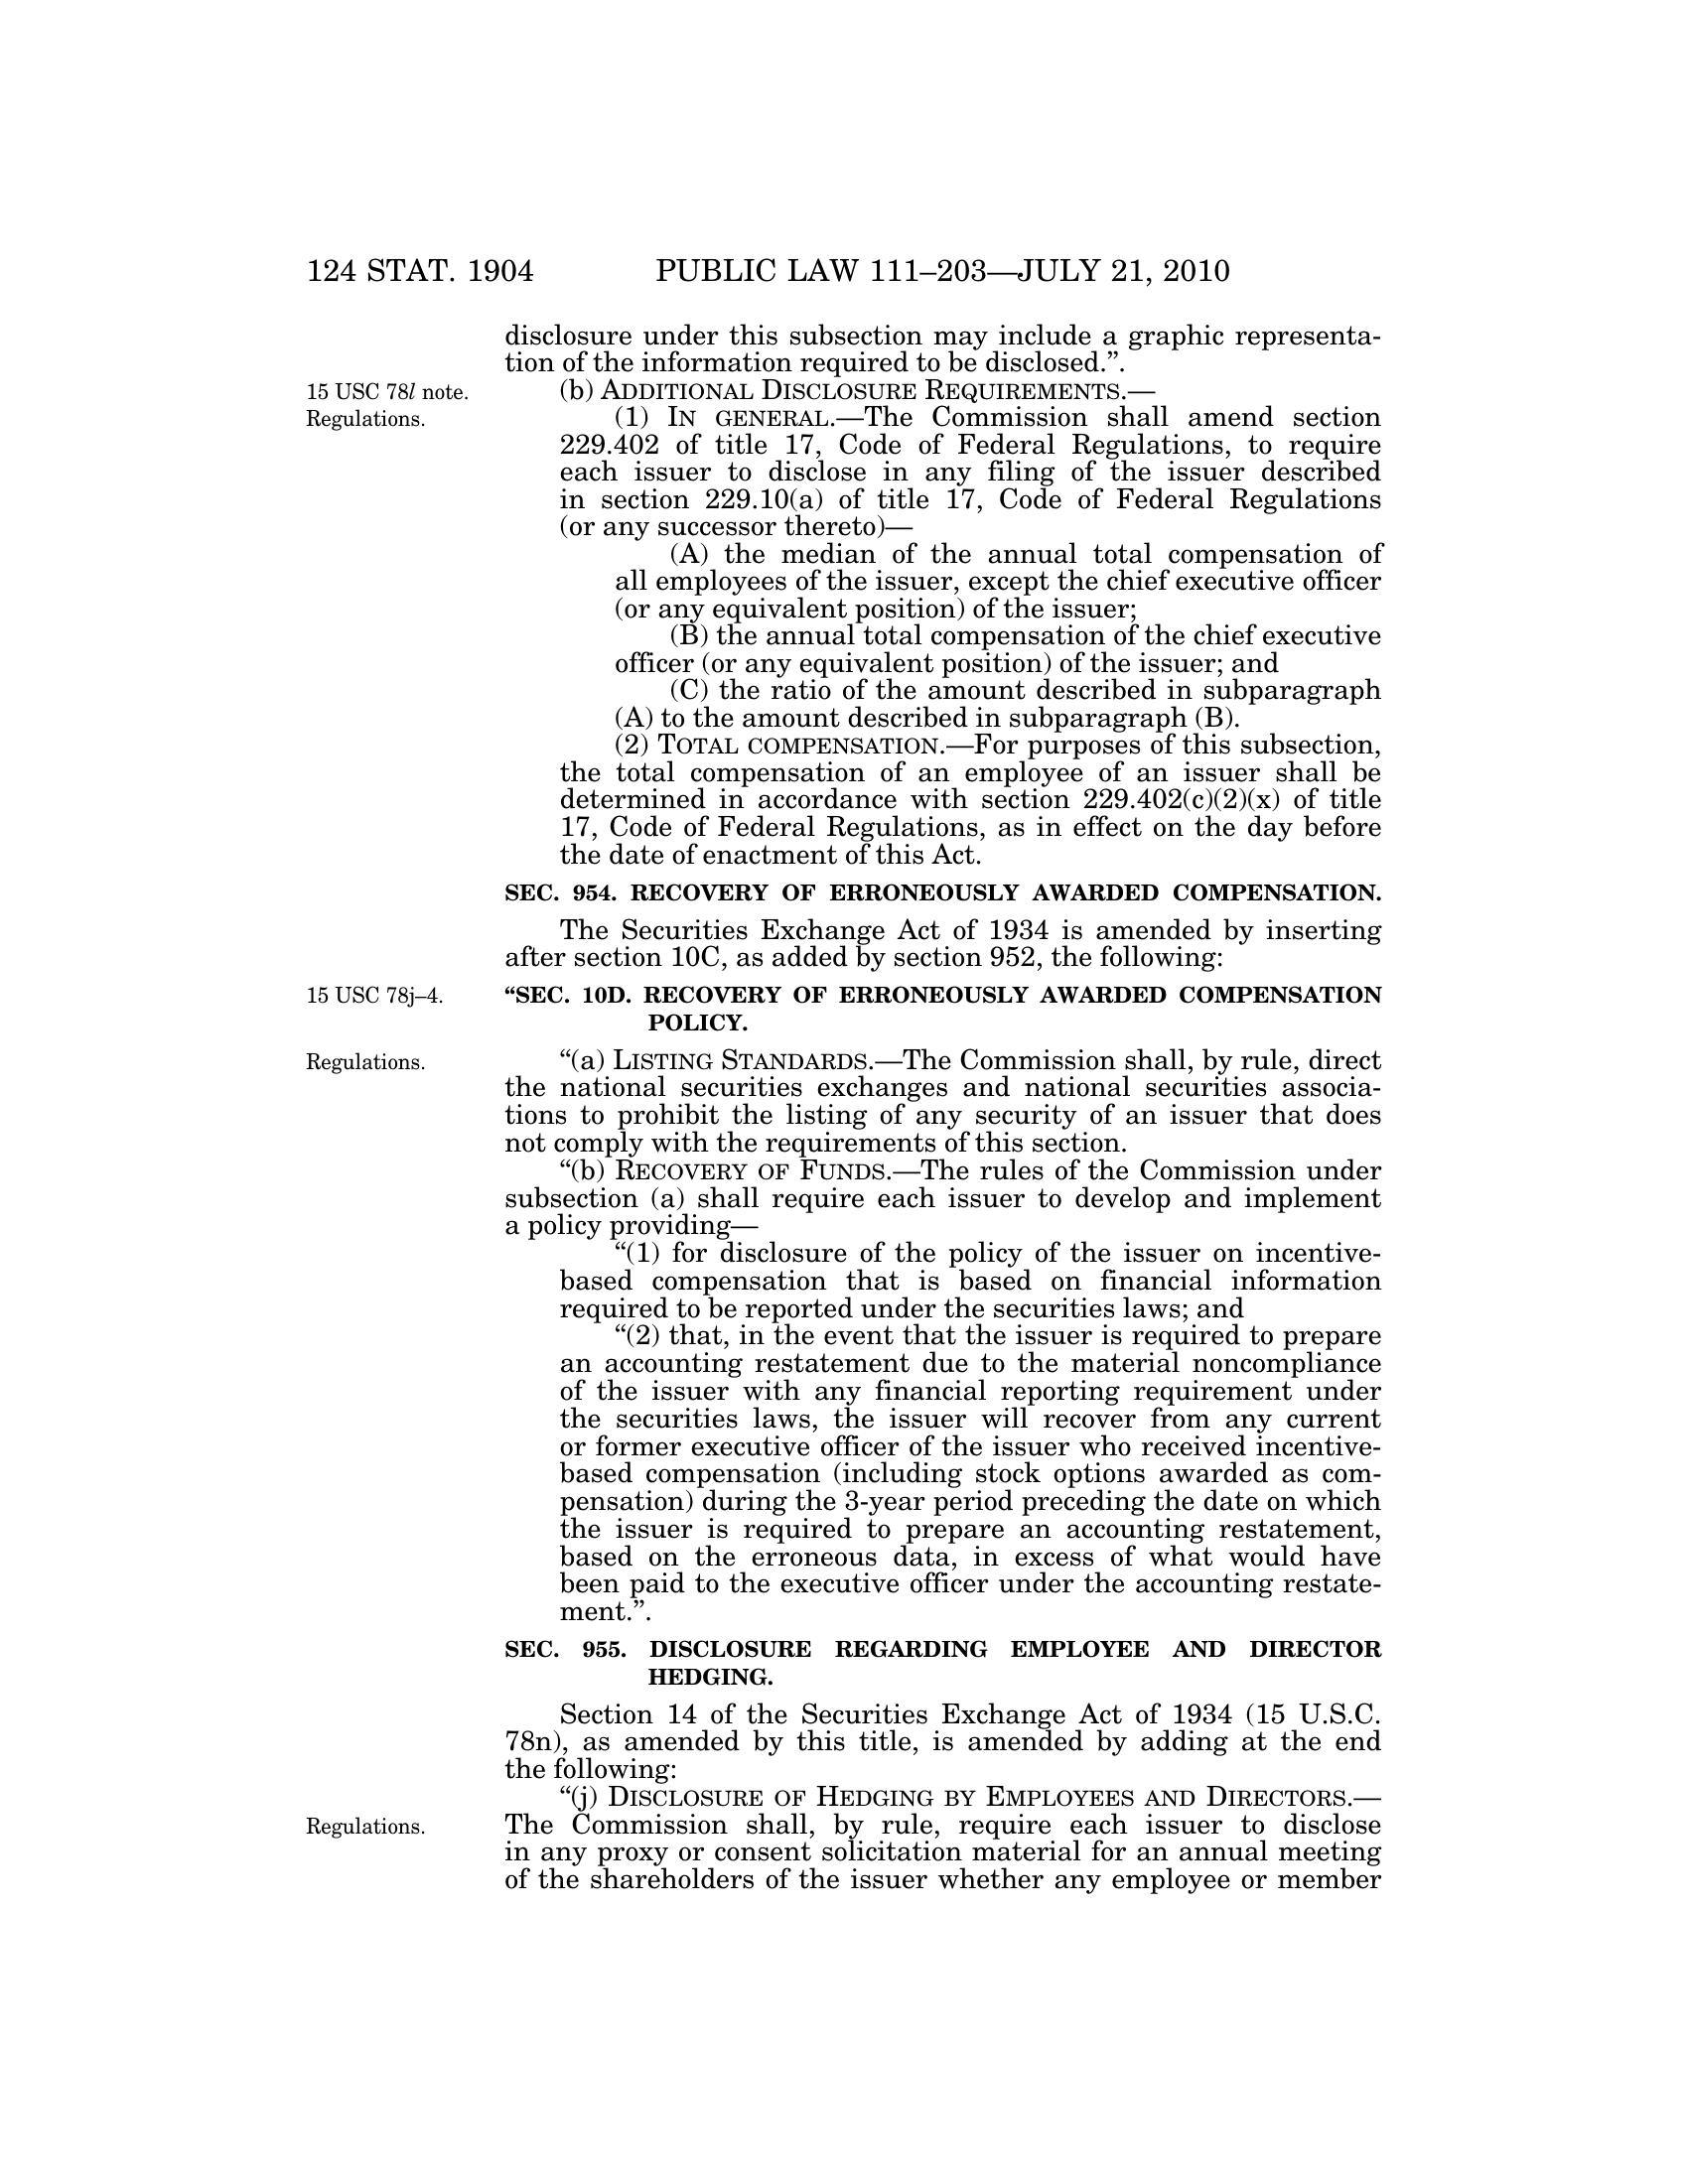 124 STAT. 1904 PUBLIC LAW 111–203—JULY 21, 2010
disclosure under this subsection may include a graphic representa-
tion of the information required to be disclosed.”.
15 USC 78l note.
(b) ADDITIONAL DISCLOSURE REQUIREMENTS.—
Regulations.
(1) IN GENERAL.—The Commission shall amend section
229.402 of title 17, Code of Federal Regulations, to require
each issuer to disclose in any filing of the issuer described
in section 229.10(a) of title 17, Code of Federal Regulations
(or any successor thereto)—
(A) the median of the annual total compensation of
all employees of the issuer, except the chief executive officer
(or any equivalent position) of the issuer;
(B) the annual total compensation of the chief executive
officer (or any equivalent position) of the issuer; and
(C) the ratio of the amount described in subparagraph
(A) to the amount described in subparagraph (B).
(2) TOTAL COMPENSATION.—For purposes of this subsection,
the total compensation of an employee of an issuer shall be
determined in accordance with section 229.402(c)(2)(x) of title
17, Code of Federal Regulations, as in effect on the day before
the date of enactment of this Act.
SEC. 954. RECOVERY OF ERRONEOUSLY AWARDED COMPENSATION.
The Securities Exchange Act of 1934 is amended by inserting
after section 10C, as added by section 952, the following:
15 USC 78j–4.
“SEC. 10D. RECOVERY OF ERRONEOUSLY AWARDED COMPENSATION
POLICY.
Regulations.
“(a) LISTING STANDARDS.—The Commission shall, by rule, direct
the national securities exchanges and national securities associa-
tions to prohibit the listing of any security of an issuer that does
not comply with the requirements of this section.
“(b) RECOVERY OF FUNDS.—The rules of the Commission under
subsection (a) shall require each issuer to develop and implement
a policy providing—
“(1) for disclosure of the policy of the issuer on incentive-
based compensation that is based on financial information
required to be reported under the securities laws; and
“(2) that, in the event that the issuer is required to prepare
an accounting restatement due to the material noncompliance
of the issuer with any financial reporting requirement under
the securities laws, the issuer will recover from any current
or former executive officer of the issuer who received incentive-
based compensation (including stock options awarded as com-
pensation) during the 3-year period preceding the date on which
the issuer is required to prepare an accounting restatement,
based on the erroneous data, in excess of what would have
been paid to the executive officer under the accounting restate-
ment.”.
SEC. 955. DISCLOSURE REGARDING EMPLOYEE AND DIRECTOR
HEDGING.
Section 14 of the Securities Exchange Act of 1934 (15 U.S.C.
78n), as amended by this title, is amended by adding at the end
the following:
“(j) DISCLOSURE OF HEDGING BY EMPLOYEES AND DIRECTORS.—
Regulations.
The Commission shall, by rule, require each issuer to disclose
in any proxy or consent solicitation material for an annual meeting
of the shareholders of the issuer whether any employee or member